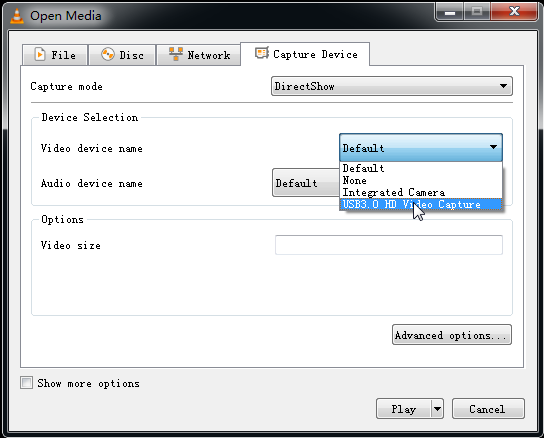 Open Media
File Disc Network Capture Device
Capture mode DirectShow
Device Selection
Video device name Default
Default
None
Integrated Camera
Audio device name Default
USB3.0 HD Video Capture
Options
Video size
Advanced options...
Show more options
Play Cancel